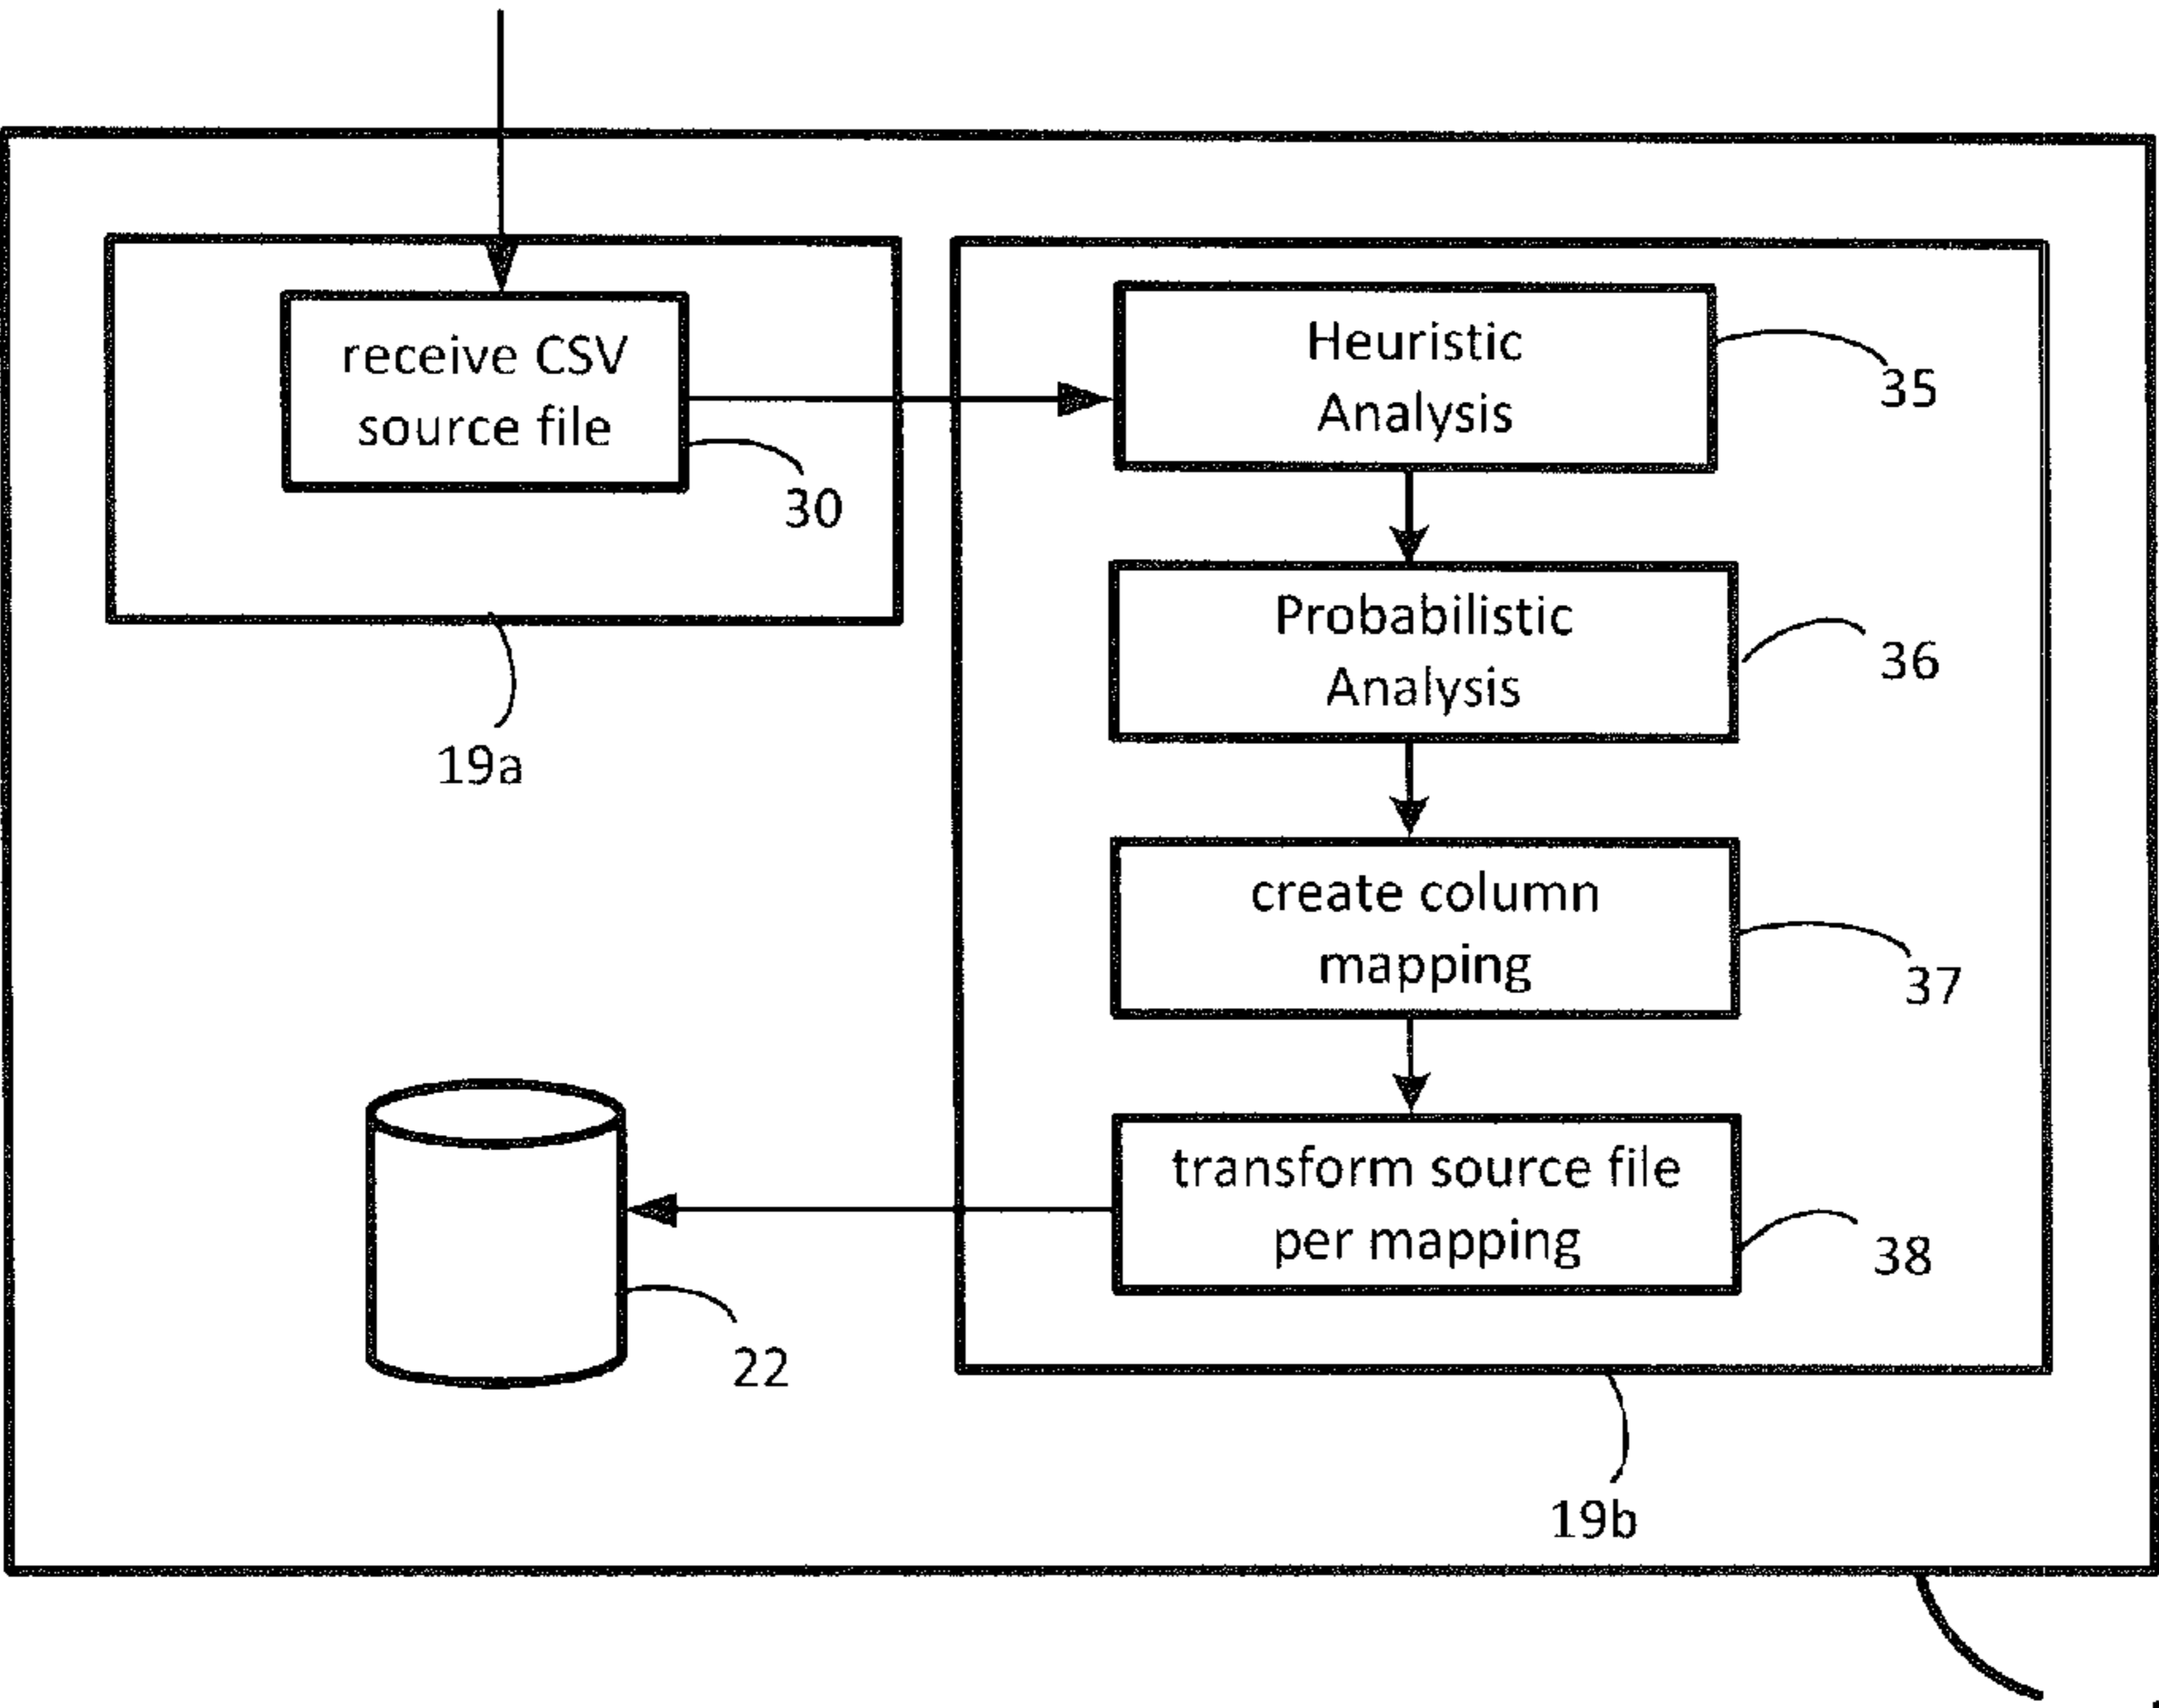 receive CSV
source file
30
19a
Heuristic
Analysis
35
Probabilistic
Analysis
36
create column
mapping
37
transform source file
per mapping
38
22
19b